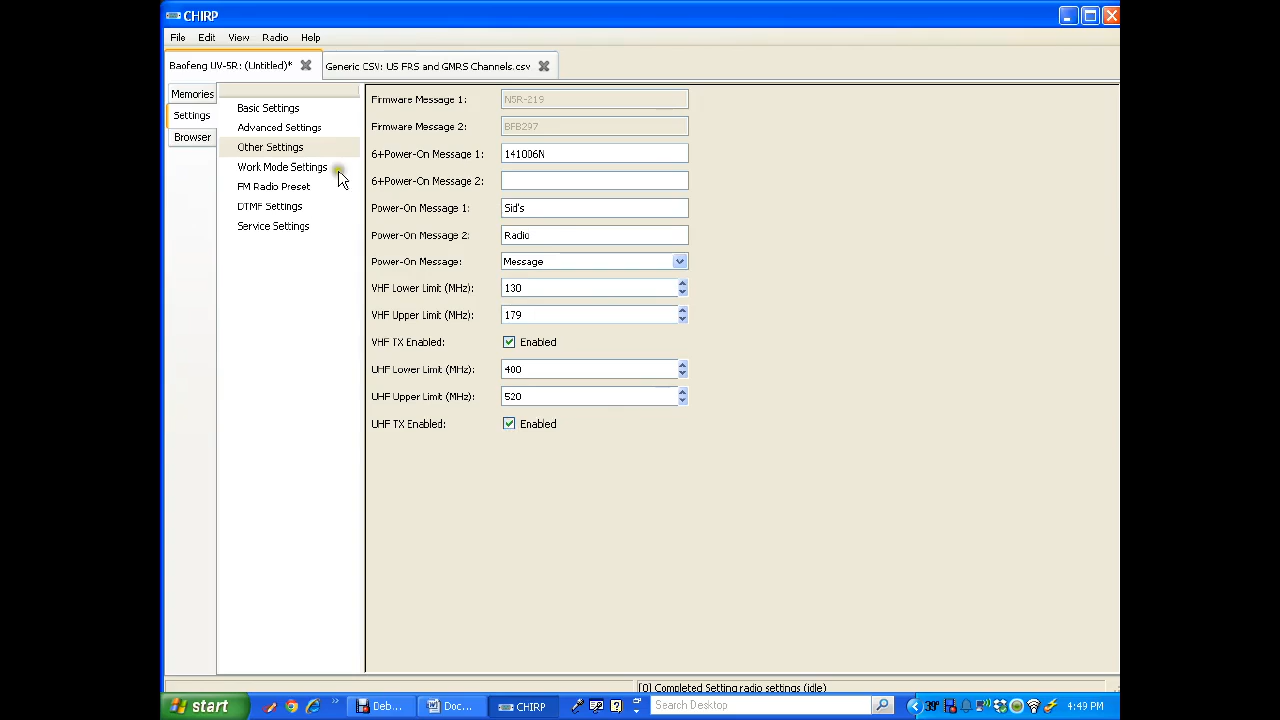 CHIRP
File Edit View Radio Help
Baofeng UV-5R: (Untitled)* Generic CSV: US FRS and GMRS Channels.csv
Memories
Settings
Browser
Basic Settings
Advanced Settings
Other Settings
Work Mode Settings
FM Radio Preset
DTMF Settings
Service Settings
Firmware Message 1: N5R-219
Firmware Message 2: BFB297
6+Power-On Message 1: 141006N
6+Power-On Message 2:
Power-On Message 1: Sid's
Power-On Message 2: Radio
Power-On Message: Message
VHF Lower Limit (MHz): 130
VHF Upper Limit (MHz): 179
VHF TX Enabled: Enabled
UHF Lower Limit (MHz): 400
UHF Upper Limit (MHz): 520
UHF TX Enabled: Enabled
[0] Completed Setting radio settings (idle)
start Deb... Doc... CHIRP Search Desktop 39° 4:49 PM